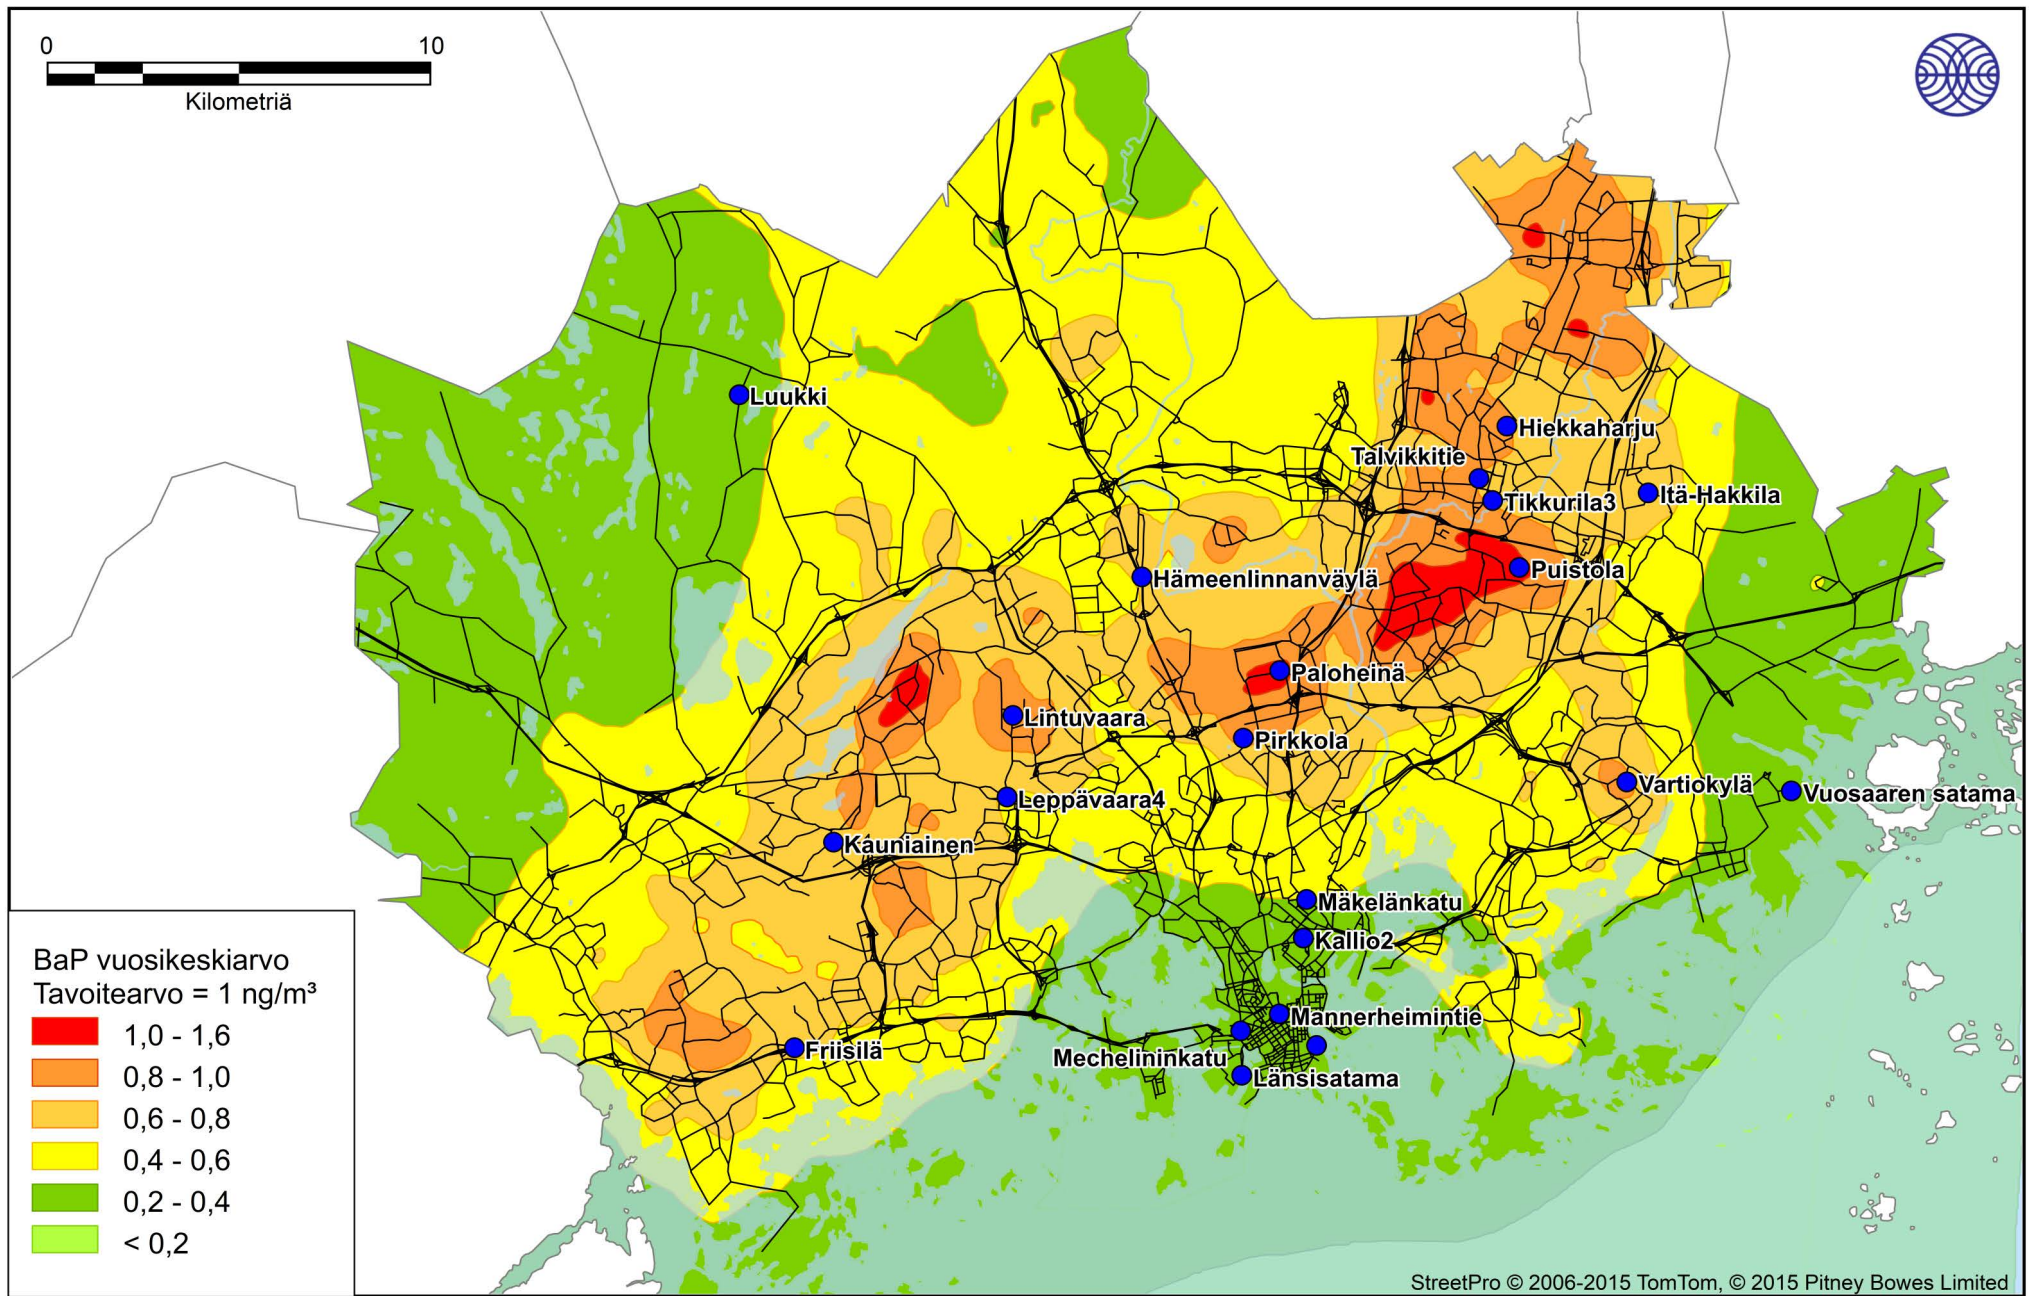 0 10
Kilometriä
Luukki
Hiekkaharju
Talvikkitie
Itä-Hakkila
Tikkurila3
Puistola
Hämeenlinnanväylä
Paloheinä
Lintuvaara
Pirkkola
Vartiokylä
Vuosaaren satama
Leppävaara4
Kauniainen
Mäkelänkatu
Kallio2
Mannerheimintie
Friisilä
Mechelininkatu
Länsisatama
BaP vuosikeskiarvo
Tavoitearvo = 1 ng/m³
1,0 - 1,6
0,8 - 1,0
0,6 - 0,8
0,4 - 0,6
0,2 - 0,4
< 0,2
StreetPro © 2006-2015 TomTom, © 2015 Pitney Bowes Limited